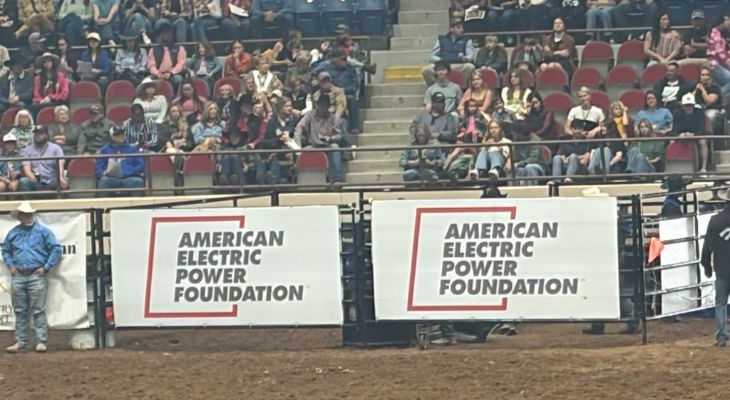 AMERICAN
ELECTRIC
POWER
FOUNDATION
AMERICAN
ELECTRIC
POWER
FOUNDATION